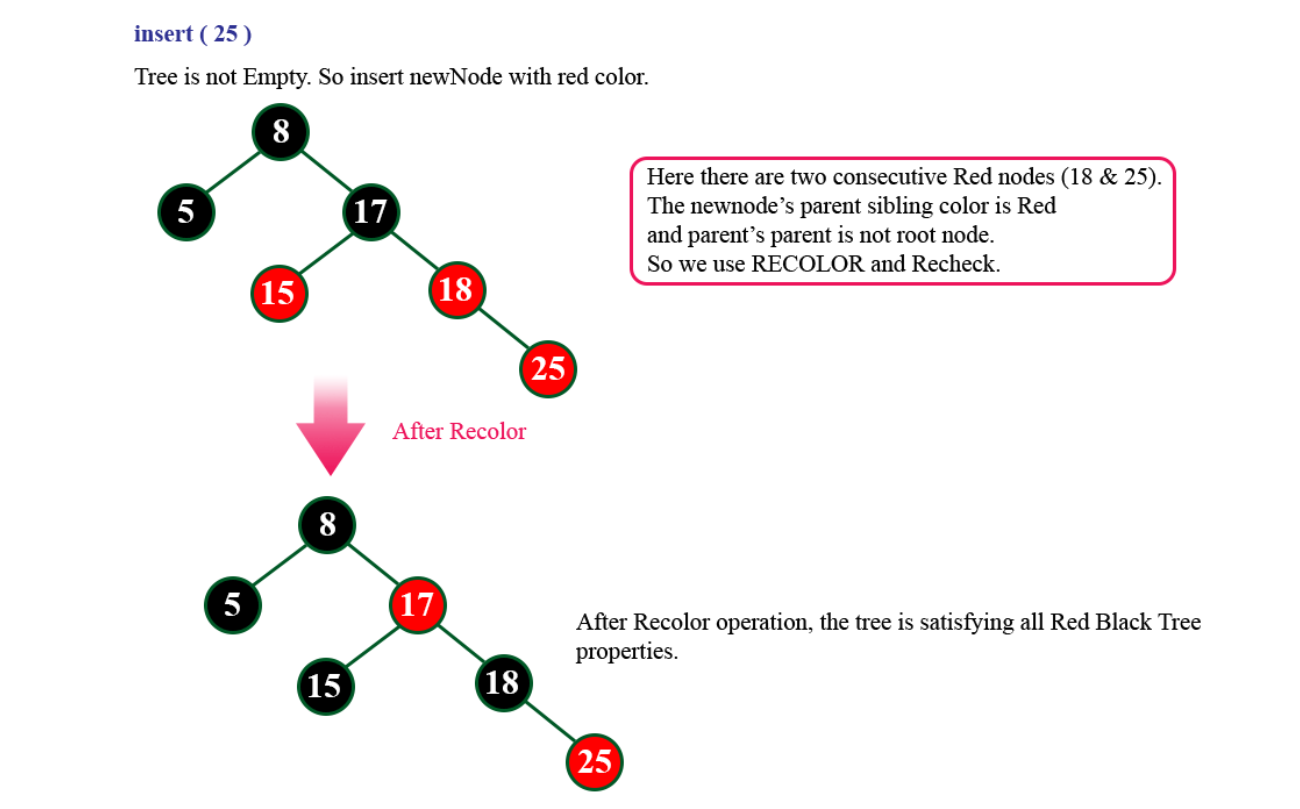 insert ( 25 )
Tree is not Empty. So insert newNode with red color.
8
5
17
15
18
25
Here there are two consecutive Red nodes (18 & 25).
The newnode's parent sibling color is Red
and parent's parent is not root node.
So we use RECOLOR and Recheck.
After Recolor
8
5
17
15
18
25
After Recolor operation, the tree is satisfying all Red Black Tree
properties.